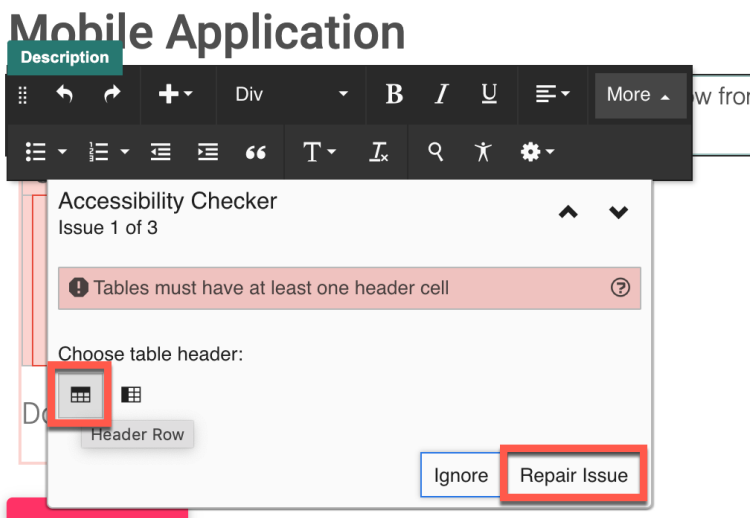 Mobile Application
Description
Div
B I U
More
w from
T
Accessibility Checker
Issue 1 of 3
Tables must have at least one header cell
Choose table header:
Header Row
Ignore
Repair Issue